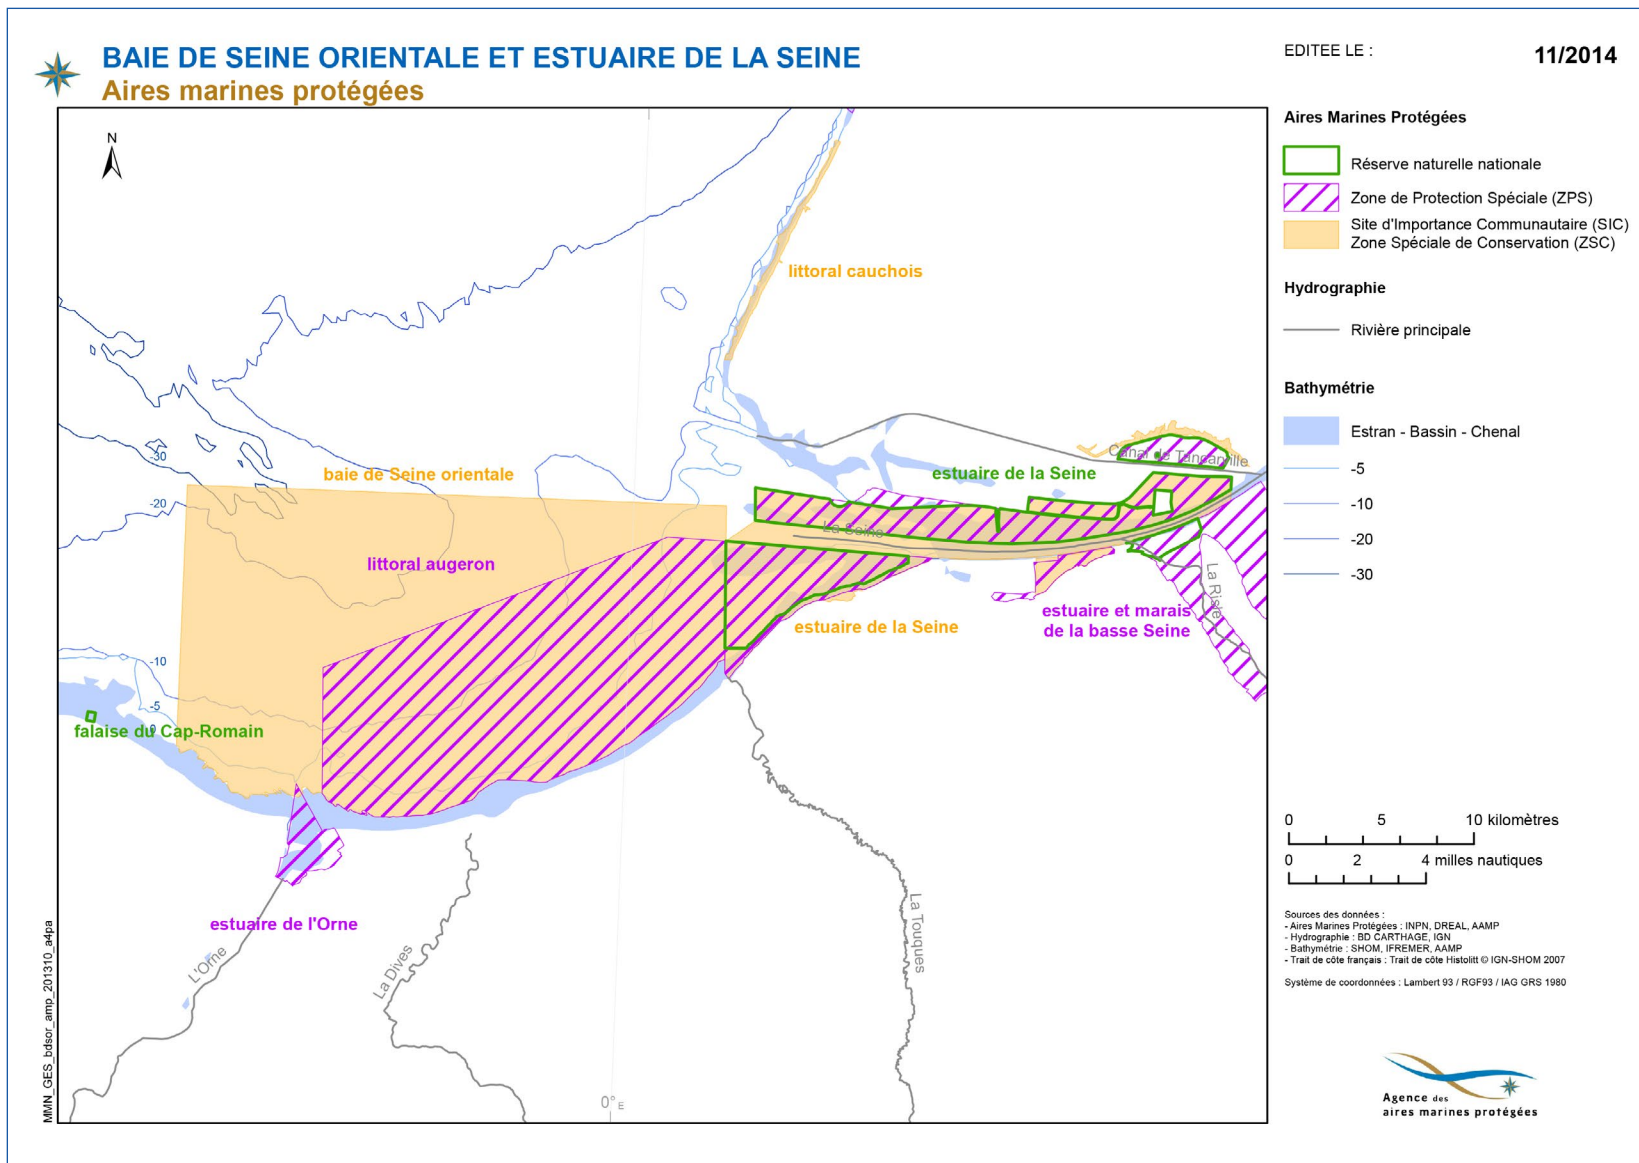 BAIE DE SEINE ORIENTALE ET ESTUAIRE DE LA SEINE
Aires marines protégées
EDITEE LE :
11/2014
N
littoral cauchois
baie de Seine orientale
estuaire de la Seine
Canal de Tancarville
La Seine
littoral augeron
estuaire de la Seine
estuaire et marais
de la basse Seine
La Risle
-30
-20
-10
-5
0
falaise du Cap-Romain
estuaire de l'Orne
L'Orne
La Dives
La Touques
0° E
MMN_GES_bdsor_amp_201310_a4pa
Aires Marines Protégées
Réserve naturelle nationale
Zone de Protection Spéciale (ZPS)
Site d'Importance Communautaire (SIC)
Zone Spéciale de Conservation (ZSC)
Hydrographie
Rivière principale
Bathymétrie
Estran - Bassin - Chenal
-5
-10
-20
-30
0 5 10 kilomètres
0 2 4 milles nautiques
Sources des données :
- Aires Marines Protégées : INPN, DREAL, AAMP
- Hydrographie : BD CARTHAGE, IGN
- Bathymétrie : SHOM, IFREMER, AAMP
- Trait de côte français : Trait de côte Histolitt © IGN-SHOM 2007
Système de coordonnées : Lambert 93 / RGF93 / IAG GRS 1980
Agence des
aires marines protégées